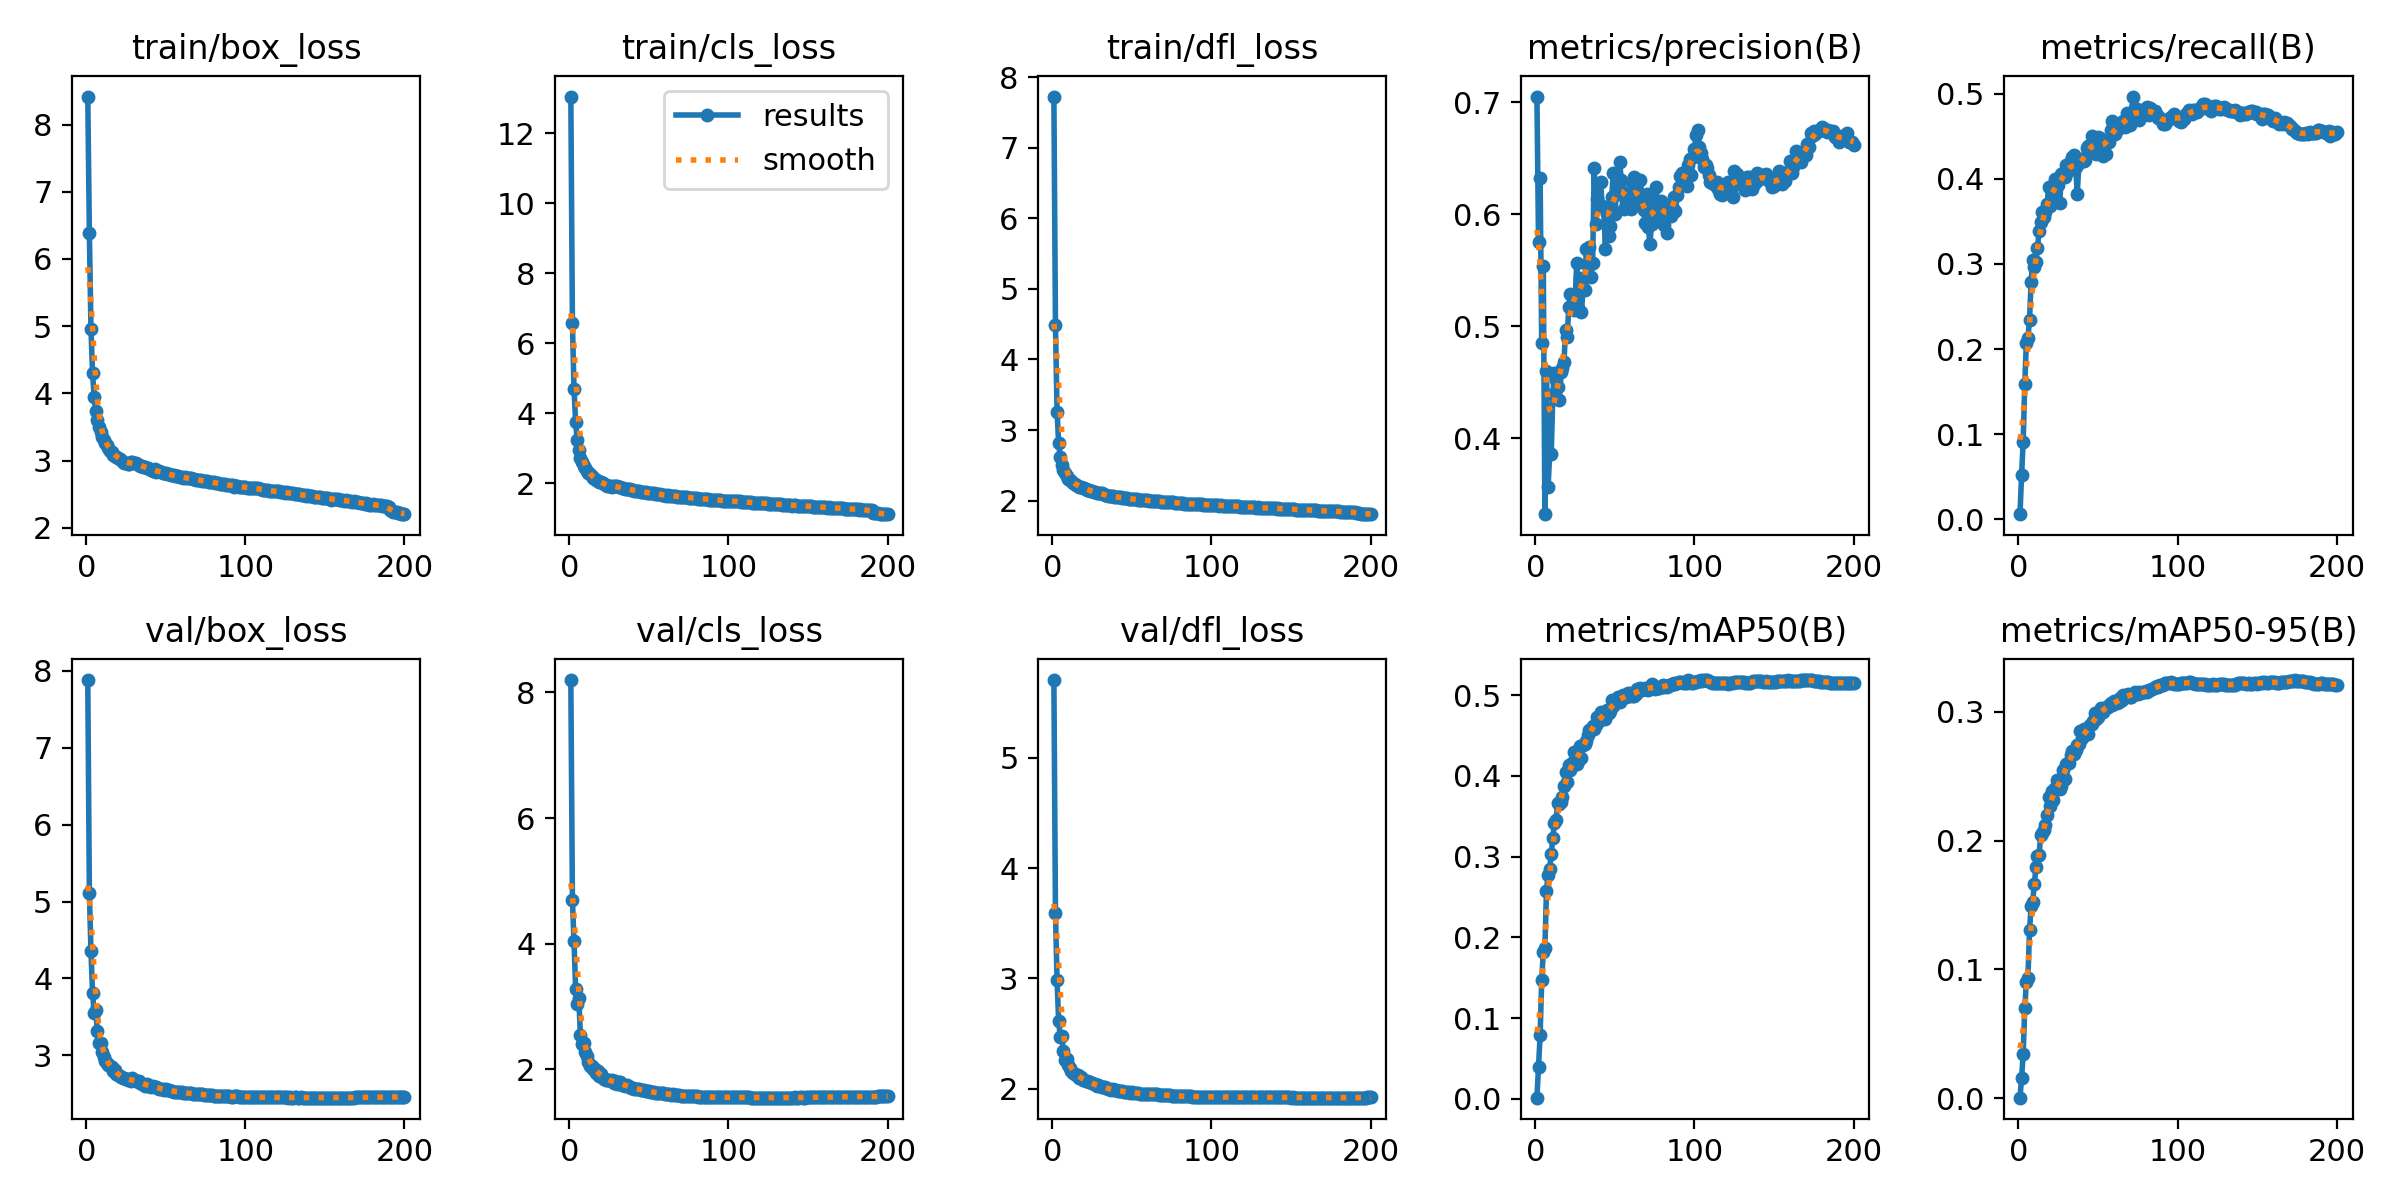 train/box_loss
8
7
6
5
4
3
2
0 100 200
train/cls_loss
results
smooth
12
10
8
6
4
2
0 100 200
train/dfl_loss
8
7
6
5
4
3
2
0 100 200
metrics/precision(B)
0.7
0.6
0.5
0.4
0 100 200
metrics/recall(B)
0.5
0.4
0.3
0.2
0.1
0.0
0 100 200
val/box_loss
8
7
6
5
4
3
0 100 200
val/cls_loss
8
6
4
2
0 100 200
val/dfl_loss
5
4
3
2
0 100 200
metrics/mAP50(B)
0.5
0.4
0.3
0.2
0.1
0.0
0 100 200
metrics/mAP50-95(B)
0.3
0.2
0.1
0.0
0 100 200